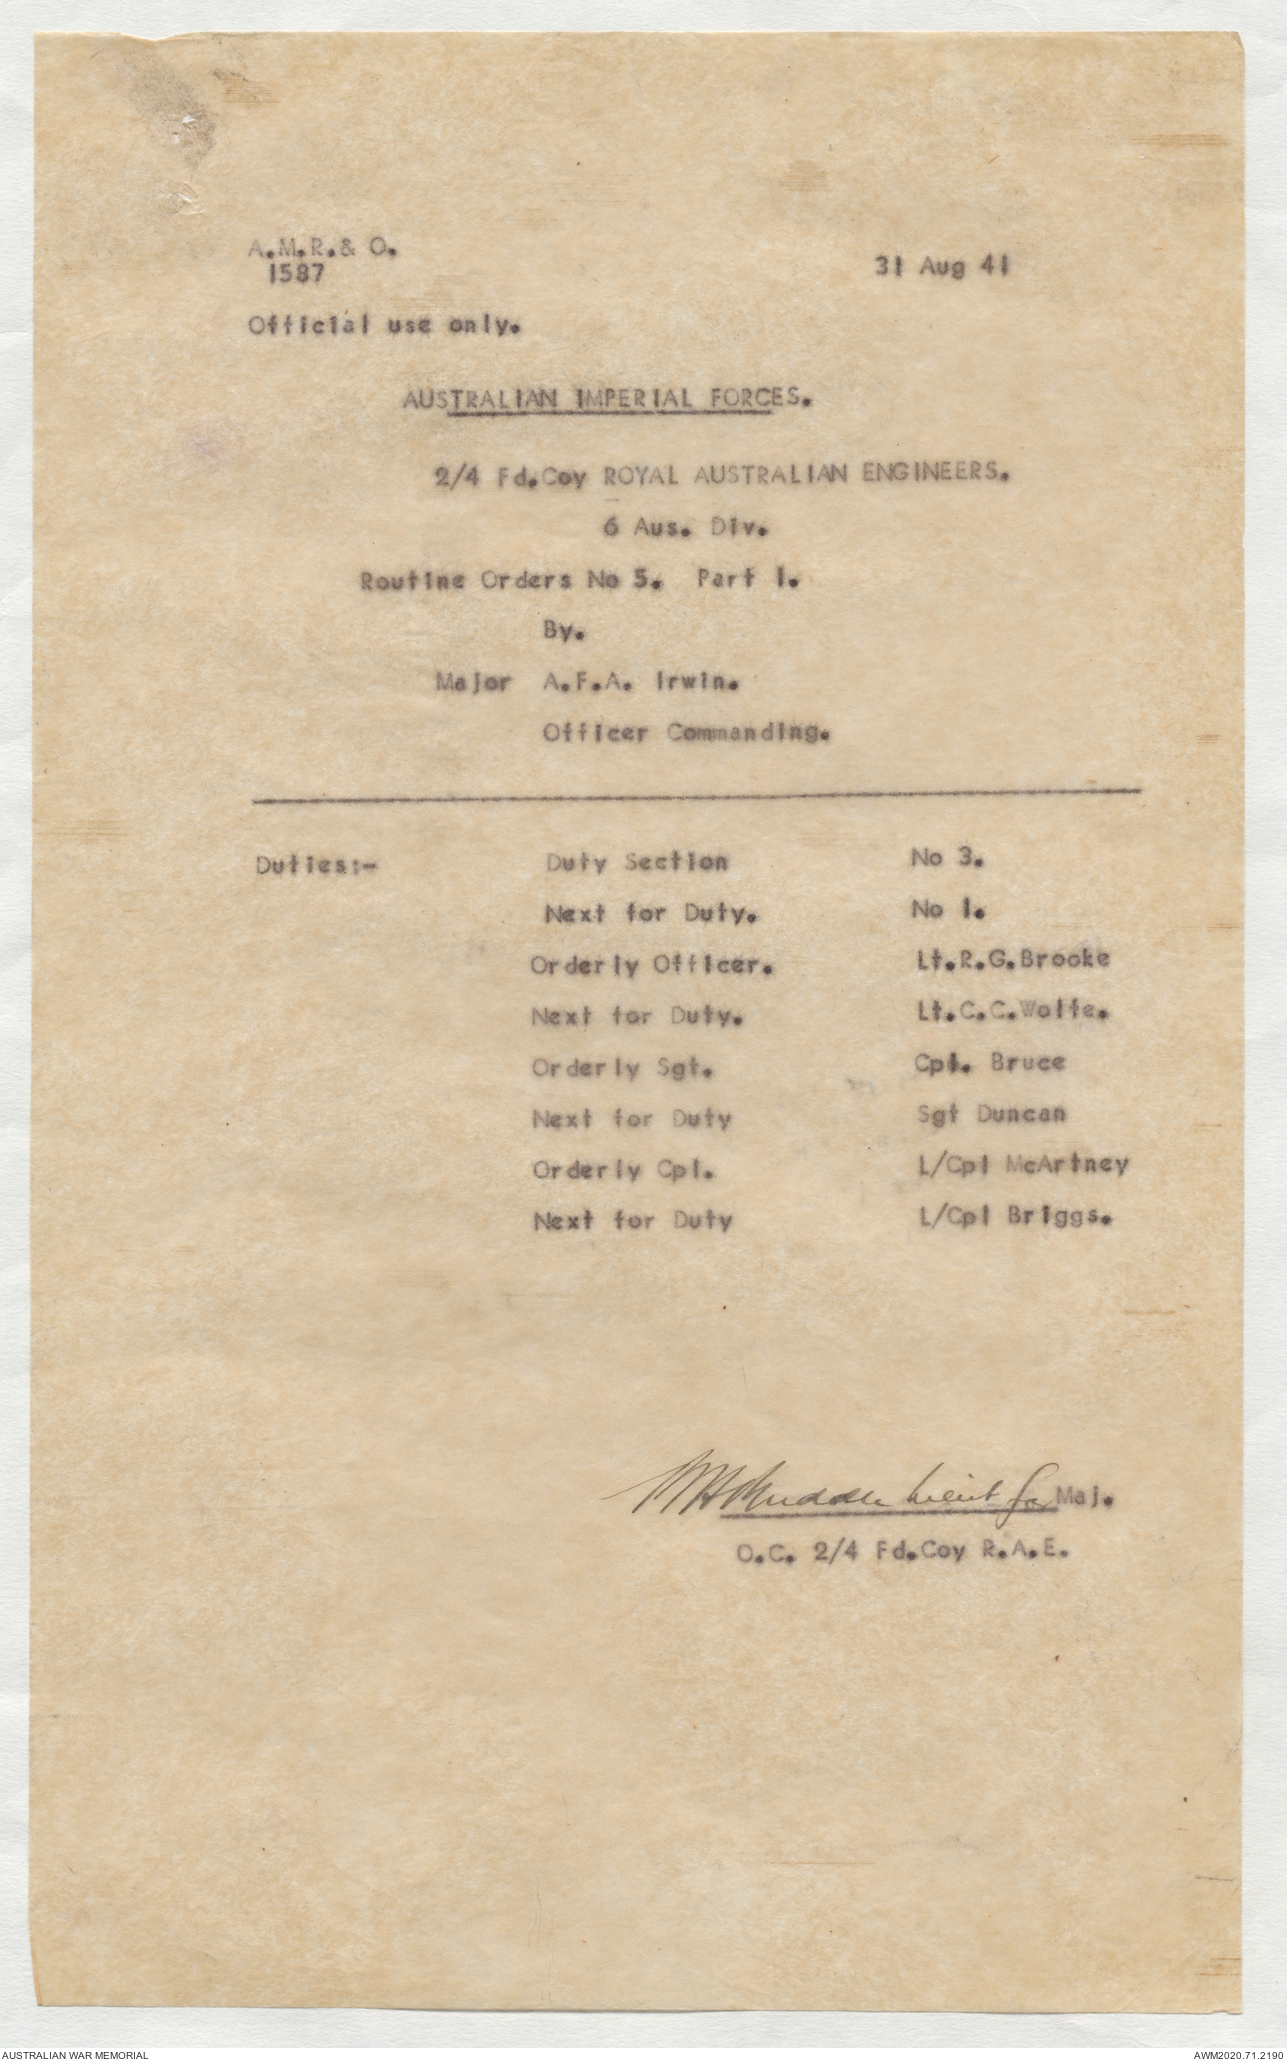 A.M.R.& O.
1587
31 Aug 41
Official use only.
AUSTRALIAN IMPERIAL FORCES.
2/4 Fd.Coy ROYAL AUSTRALIAN ENGINEERS.
6 Aus. Div.
Routine Orders No 5. Part 1.
By.
Major A.F.A. Irwin.
Officer Commanding.
Duties:- Duty Section No 3.
Next for Duty. No 1.
Orderly Officer. Lt.R.G.Brooke
Next for Duty. Lt.C.C.Wolfe.
Orderly Sgt. Cpl. Bruce
Next for Duty Sgt Duncan
Orderly Cpl. L/Cpl McArtney
Next for Duty L/Cpl Briggs.
Lieut for Maj.
O.C. 2/4 Fd.Coy R.A.E.
AUSTRALIAN WAR MEMORIAL
AWM2020.71.2190